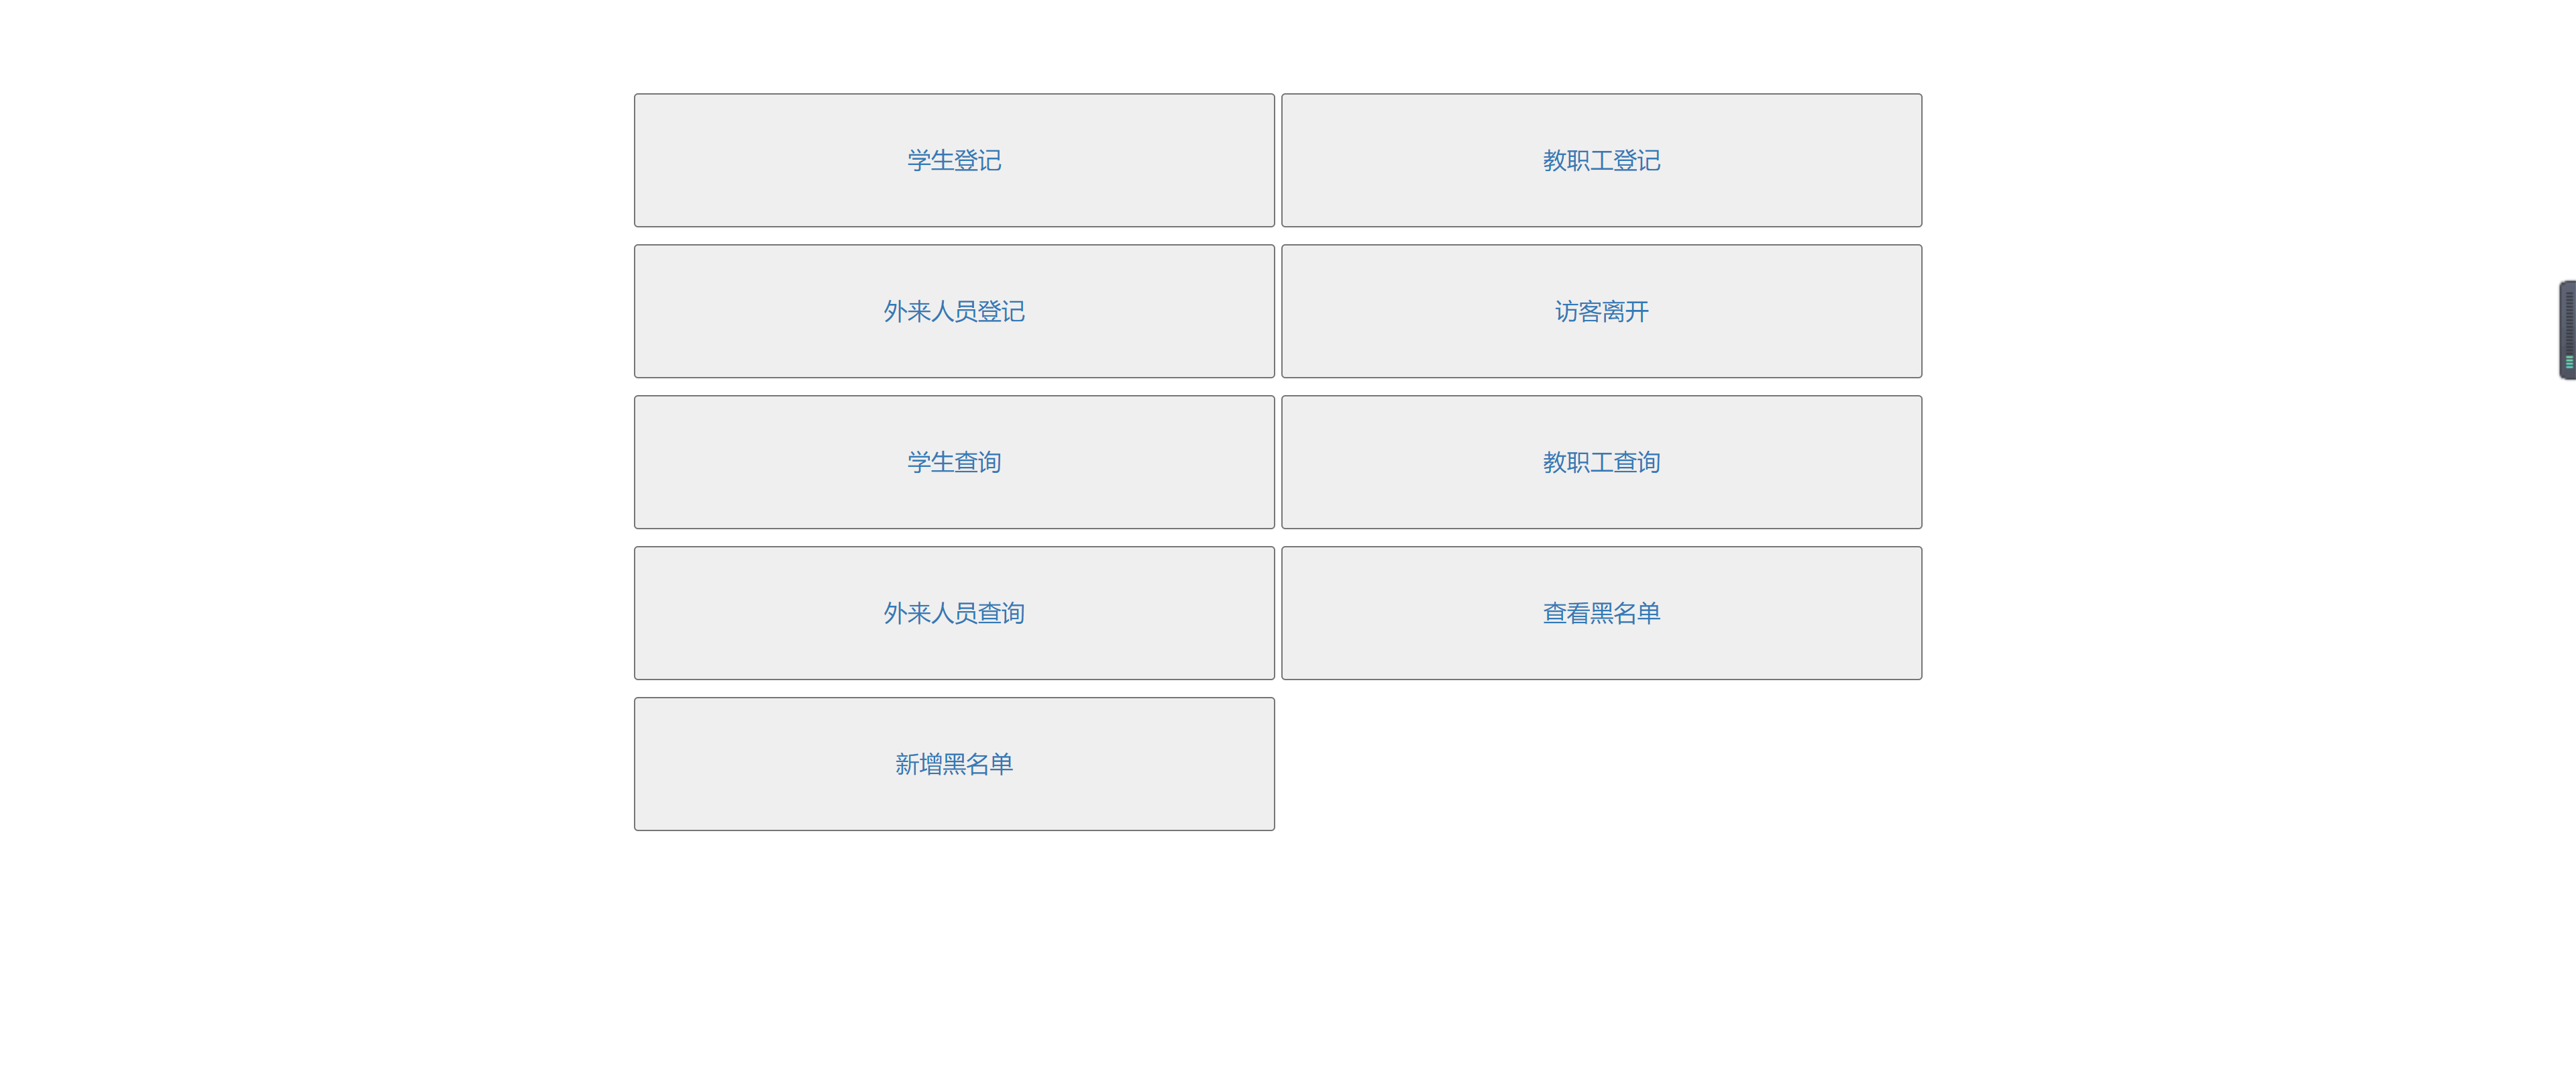 学生登记
教职工登记
外来人员登记
访客离开
学生查询
教职工查询
外来人员查询
查看黑名单
新增黑名单